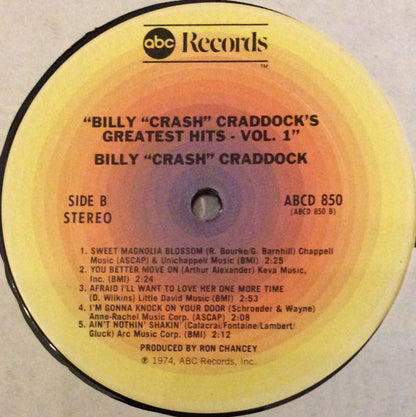 abc Records
TM
"BILLY "CRASH" CRADDOCK'S
GREATEST HITS - VOL. 1"
BILLY "CRASH" CRADDOCK
SIDE B
STEREO
ABCD 850
(ABCD 850 B)
1. SWEET MAGNOLIA BLOSSOM (R. Bourke/G. Barnhill) Chappell
Music (ASCAP) & Unichappell Music (BMI) 2:25
2. YOU BETTER MOVE ON (Arthur Alexander) Keva Music,
Inc. (BMI) 2:24
3. AFRAID I'LL WANT TO LOVE HER ONE MORE TIME
(D. Wilkins) Little David Music (BMI) 2:53
4. I'M GONNA KNOCK ON YOUR DOOR (Schroeder & Wayne)
Anne-Rachel Music Corp. (ASCAP) 2:08
5. AIN'T NOTHIN' SHAKIN' (Calacrai/Fontaine/Lambert/
Gluck) Arc Music Corp. (BMI) 2:12
PRODUCED BY RON CHANCEY
℗ 1974, ABC Records, Inc.